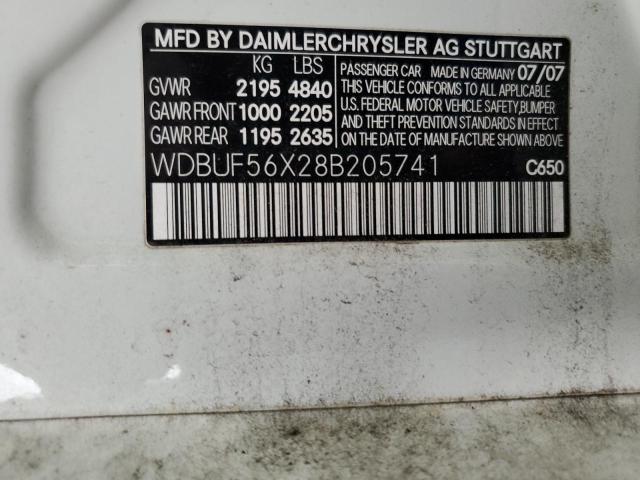 MFD BY DAIMLERCHRYSLER AG STUTTGART
KG LBS
GVWR 2195 4840
GAWR FRONT 1000 2205
GAWR REAR 1195 2635
PASSENGER CAR MADE IN GERMANY 07/07
THIS VEHICLE CONFORMS TO ALL APPLICABLE
U.S. FEDERAL MOTOR VEHICLE SAFETY, BUMPER
AND THEFT PREVENTION STANDARDS IN EFFECT
ON THE DATE OF MANUFACTURE SHOWN ABOVE
WDBUF56X28B205741 C650